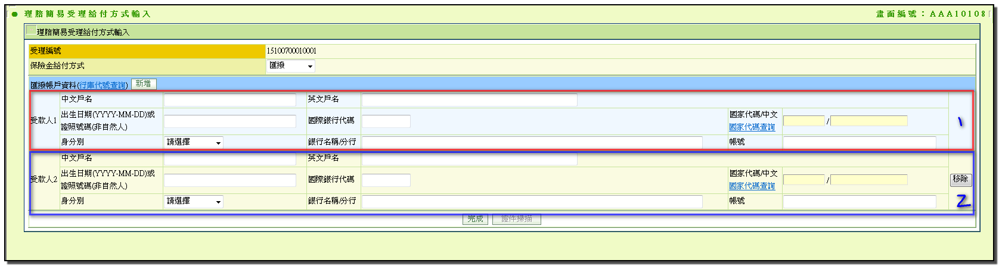 理賠簡易受理給付方式輸入 畫面編號：AAA10108
理賠簡易受理給付方式輸入
受理編號 15100700010001
保險金給付方式 匯撥
匯撥帳戶資料(行庫代號查詢) 新增
中文戶名 英文戶名
受款人1 出生日期(YYYY-MM-DD)或 國際銀行代碼 國家代碼/中文 /
證照號碼(非自然人) 國家代碼查詢 1
身分別 請選擇 銀行名稱/分行 帳號
中文戶名 英文戶名
受款人2 出生日期(YYYY-MM-DD)或 國際銀行代碼 國家代碼/中文 / 移除
證照號碼(非自然人) 國家代碼查詢
身分別 請選擇 銀行名稱/分行 帳號 2
完成 證件掃描